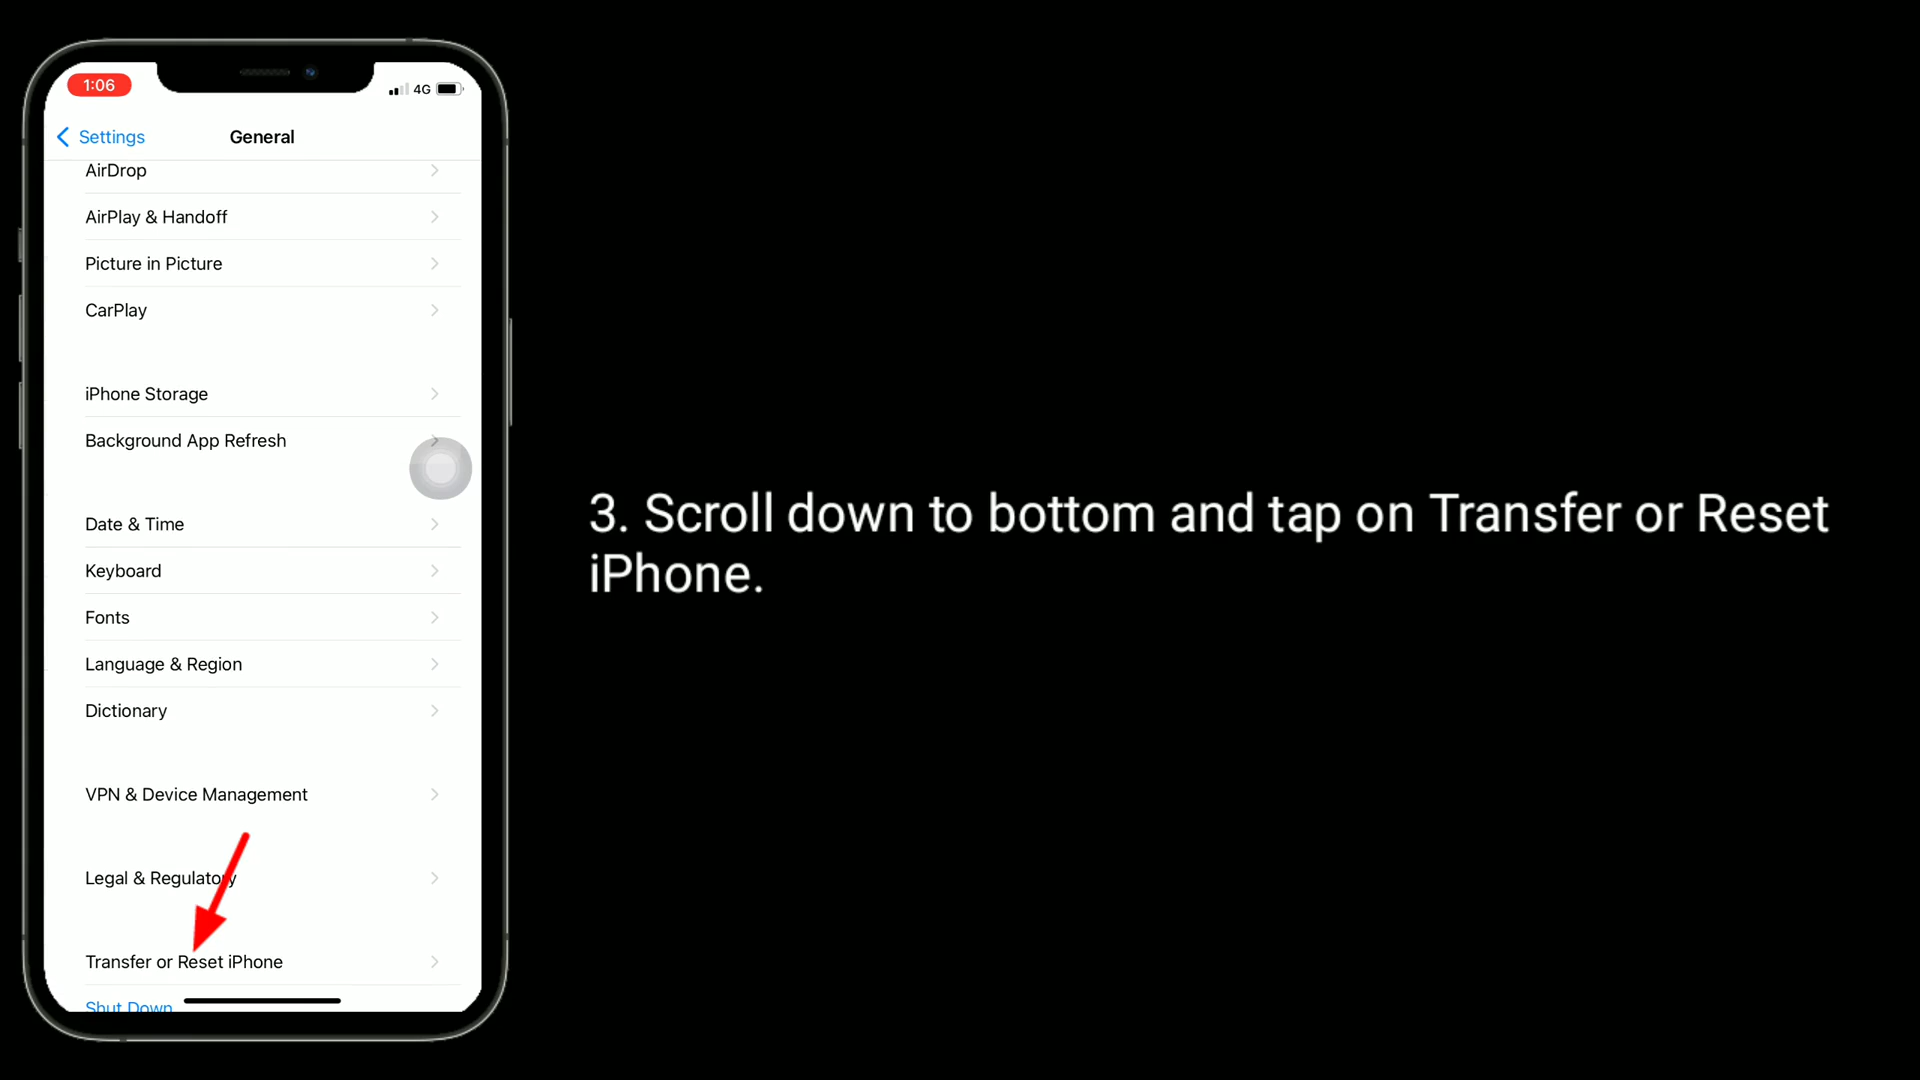 1:06
4G
Settings
General
AirDrop
AirPlay & Handoff
Picture in Picture
CarPlay
iPhone Storage
Background App Refresh
Date & Time
Keyboard
Fonts
Language & Region
Dictionary
VPN & Device Management
Legal & Regulatory
Transfer or Reset iPhone
Shut Down
3. Scroll down to bottom and tap on Transfer or Reset
iPhone.